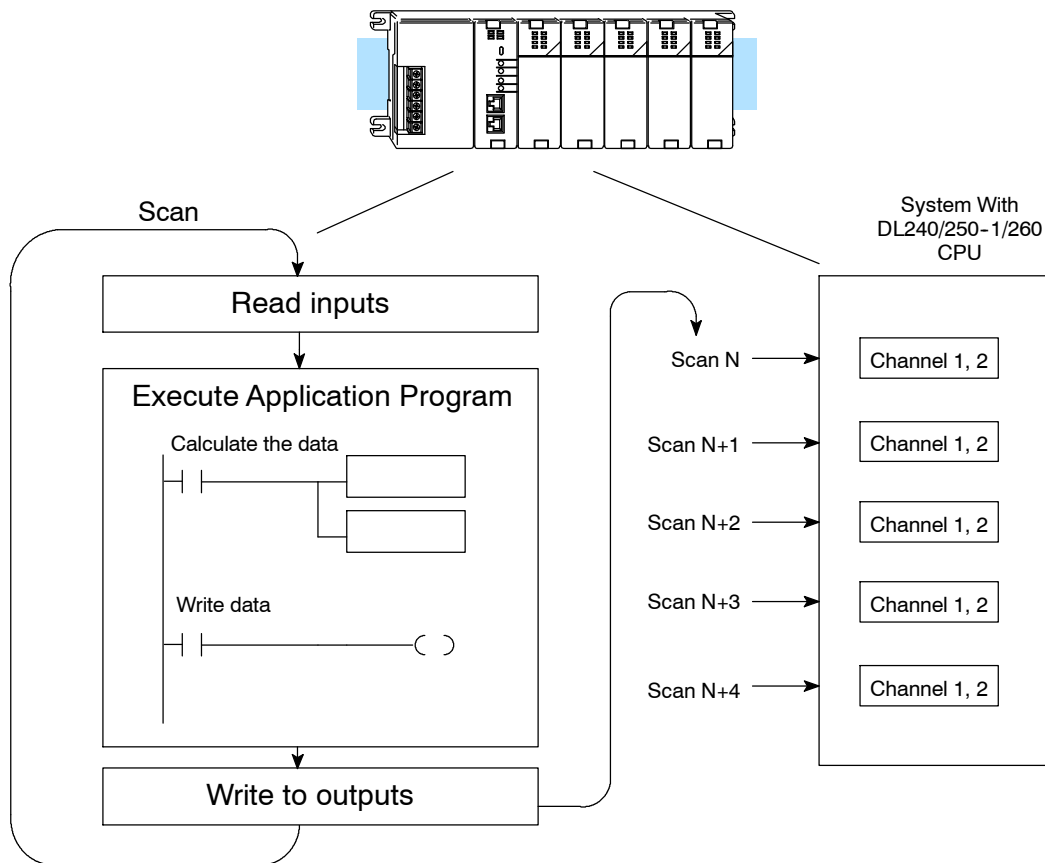 Scan
Read inputs
Execute Application Program
Calculate the data
Write data
Write to outputs
System With
DL240/250-1/260
CPU
Scan N
Channel 1, 2
Scan N+1
Channel 1, 2
Scan N+2
Channel 1, 2
Scan N+3
Channel 1, 2
Scan N+4
Channel 1, 2